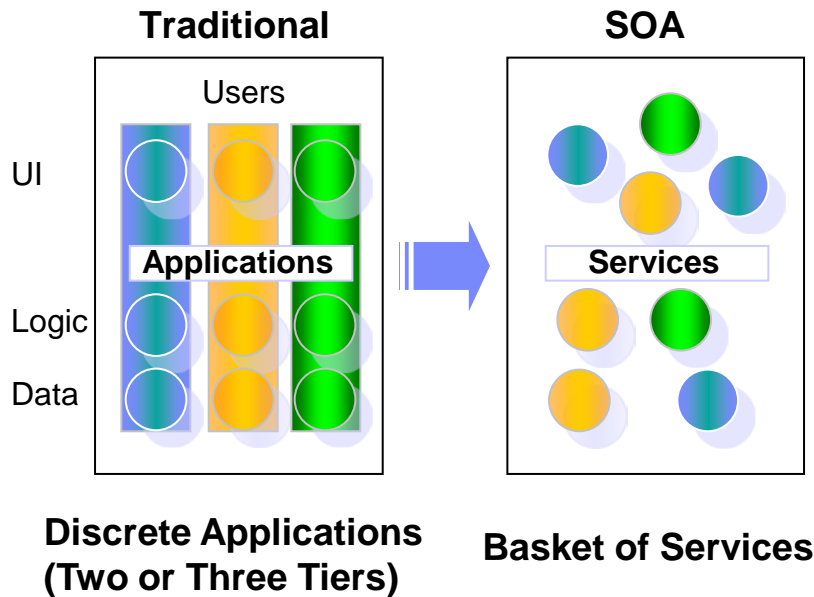 Traditional
SOA
Users
UI
Applications
Services
Logic
Data
Discrete Applications
(Two or Three Tiers)
Basket of Services